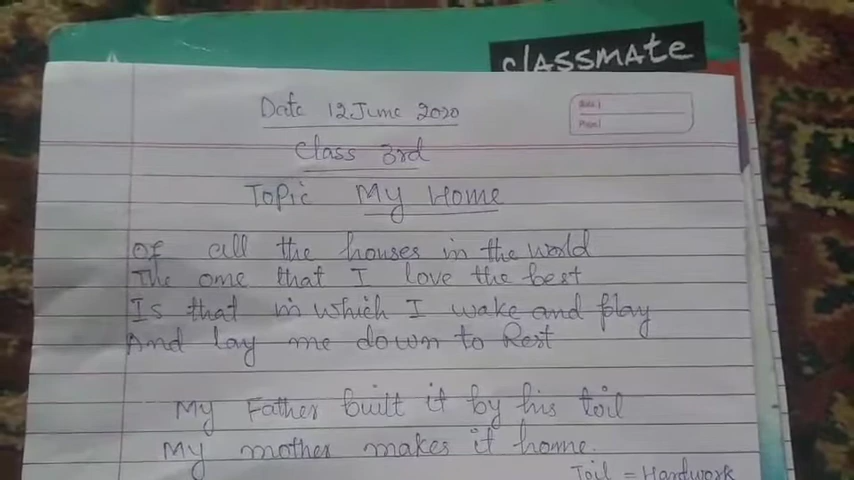 classmate
Date 12 June 2020
Class 3rd
Topic My Home
Of all the houses in the world
The one that I love the best
Is that in which I wake and play
And lay me down to Rest
My Father built it by his toil
My mother makes it home.
Toil = Hardwork